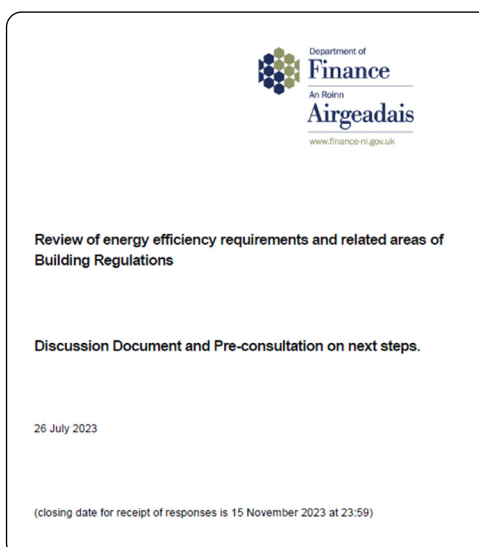 Department of
Finance
An Roinn
Airgeadais
www.finance-ni.gov.uk
Review of energy efficiency requirements and related areas of
Building Regulations
Discussion Document and Pre-consultation on next steps.
26 July 2023
(closing date for receipt of responses is 15 November 2023 at 23:59)